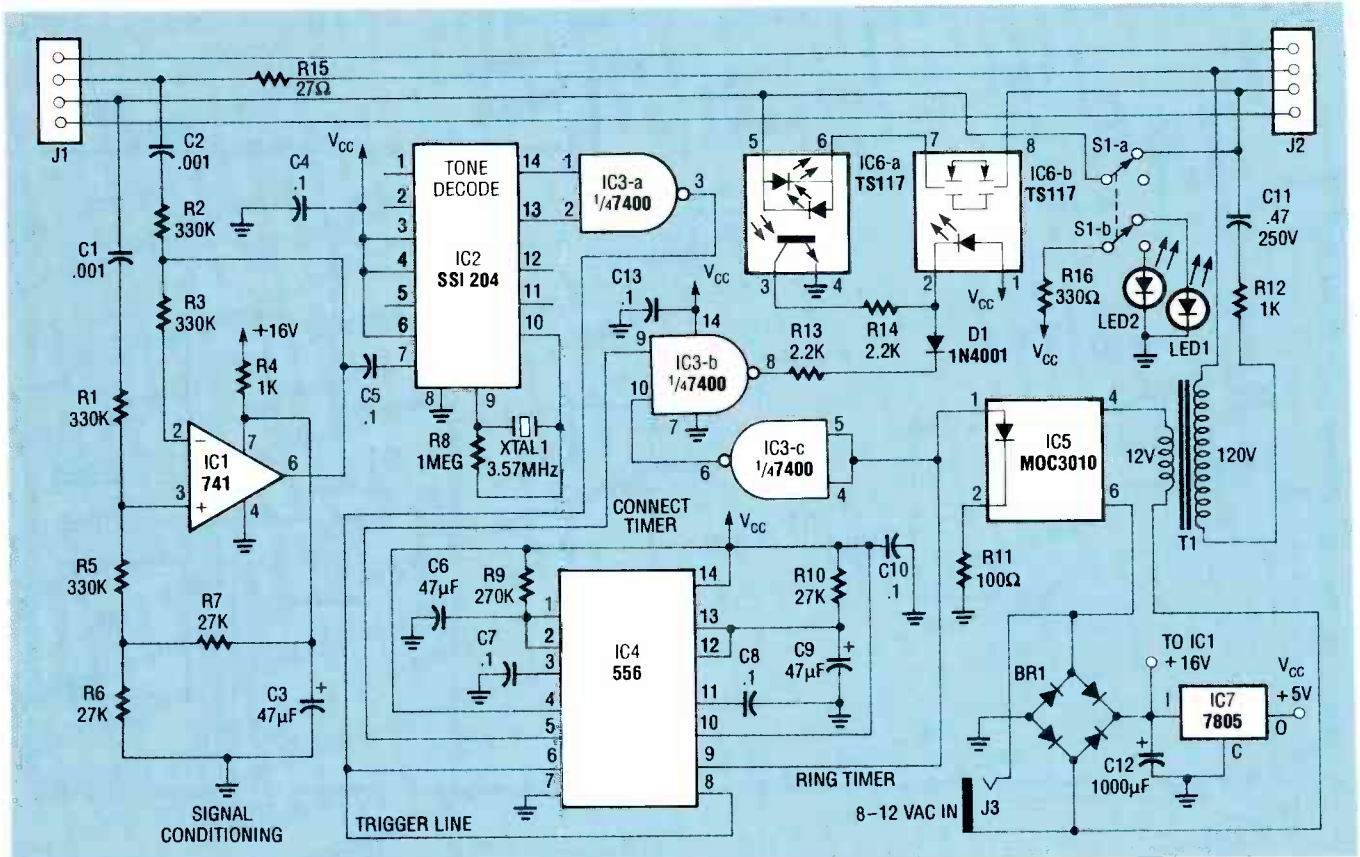 J1
R15
27Ω
J2
C2
.001
C4
.1
VCC
1
2
3
4
5
6
7
TONE
DECODE
IC2
SSI 204
14
13
12
11
10
8
9
1
2
IC3-a
1/47400
3
5
6
IC6-a
TS117
3
4
7
8
IC6-b
TS117
2
1
VCC
S1-a
S1-b
R16
330Ω
VCC
LED2
LED1
C11
.47
250V
R12
1K
C1
.001
R2
330K
R3
330K
+16V
R4
1K
R1
330K
2
3
7
6
4
−
+
IC1
741
C5
.1
R8
1MEG
XTAL1
3.57MHz
C13
.1
VCC
14
9
10
7
8
IC3-b
1/47400
R13
2.2K
R14
2.2K
D1
1N4001
IC3-c
1/47400
5
4
6
1
2
4
6
IC5
MOC3010
12V
120V
T1
R11
100Ω
R5
330K
R7
27K
R6
27K
C3
47µF
+
SIGNAL
CONDITIONING
CONNECT
TIMER
VCC
C6
47µF
R9
270K
C7
.1
1
2
3
4
5
6
7
IC4
556
14
13
12
11
10
9
8
R10
27K
C10
.1
C9
47µF
+
C8
.1
RING TIMER
TRIGGER LINE
BR1
TO IC1
+16V
I
IC7
7805
O
C
VCC
+5V
C12
1000µF
+
8–12 VAC IN
J3